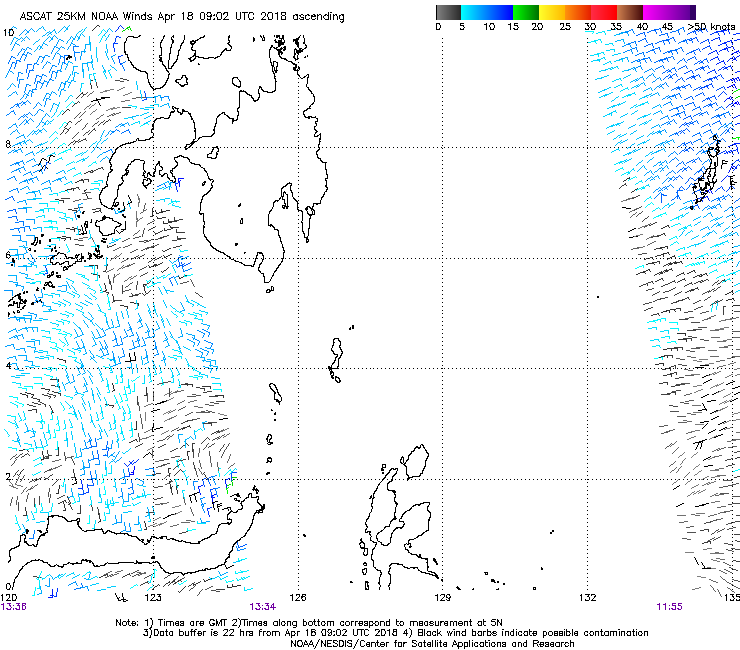 ASCAT 25KM NOAA Winds Apr 18 09:02 UTC 2018 ascending
0 5 10 15 20 25 30 35 40 45 >50 knots
10
8
6
4
2
0
120 123 126 129 132 135
13:36 13:34 11:55
Note: 1) Times are GMT 2)Times along bottom correspond to measurement at 5N
3)Data buffer is 22 hrs from Apr 18 09:02 UTC 2018 4) Black wind barbs indicate possible contamination
NOAA/NESDIS/Center for Satellite Applications and Research